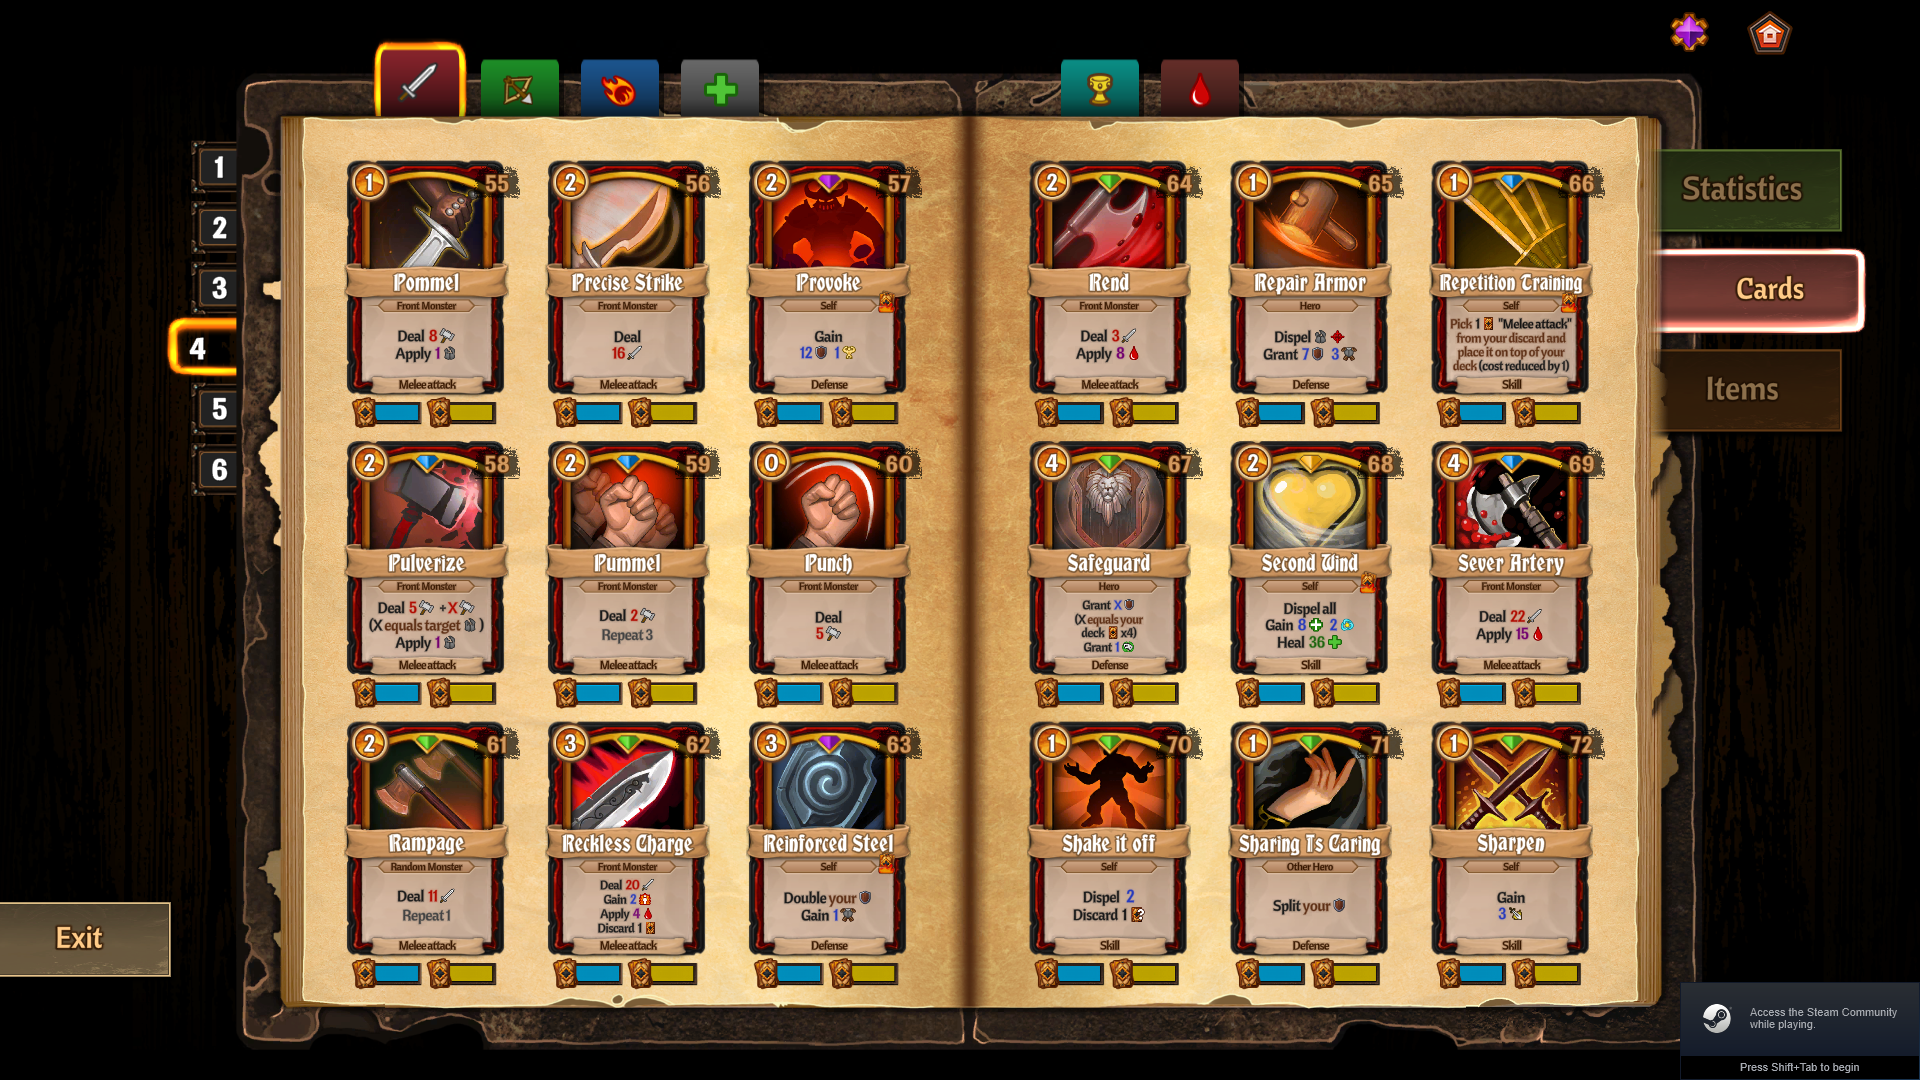 1
2
3
4
5
6
Statistics
Cards
Items
Exit
1 55
Pommel
Front Monster
Deal 8
Apply 1
Melee attack
2 56
Precise Strike
Front Monster
Deal
16
Melee attack
2 57
Provoke
Self
Gain
12 1
Defense
2 58
Pulverize
Front Monster
Deal 5 +X
(X equals target )
Apply 1
Melee attack
2 59
Pummel
Front Monster
Deal 2
Repeat 3
Melee attack
0 60
Punch
Front Monster
Deal
5
Melee attack
2 61
Rampage
Random Monster
Deal 11
Repeat 1
Melee attack
3 62
Reckless Charge
Front Monster
Deal 20
Gain 2
Apply 4
Discard 1
Melee attack
3 63
Reinforced Steel
Self
Double your
Gain 1
Defense
2 64
Rend
Front Monster
Deal 3
Apply 8
Melee attack
1 65
Repair Armor
Hero
Dispel
Grant 7 3
Defense
1 66
Repetition Training
Self
Pick 1 "Melee attack"
from your discard and
place it on top of your
deck (cost reduced by 1)
Skill
4 67
Safeguard
Hero
Grant X
(X equals your
deck x4)
Grant 1
Defense
2 68
Second Wind
Self
Dispel all
Gain 8 2
Heal 36
Skill
4 69
Sever Artery
Front Monster
Deal 22
Apply 15
Melee attack
1 70
Shake it off
Self
Dispel 2
Discard 1
Skill
1 71
Sharing Is Caring
Other Hero
Split your
Defense
1 72
Sharpen
Self
Gain
3
Skill
Access the Steam Community
while playing.
Press Shift+Tab to begin